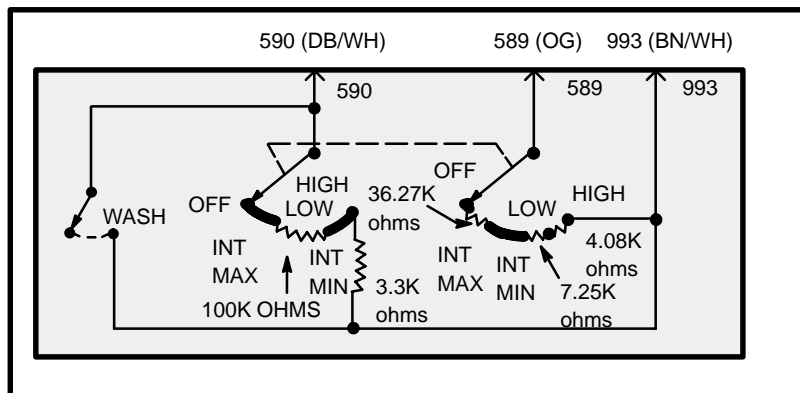 590 (DB/WH) 589 (OG) 993 (BN/WH)
590 589 993
OFF
HIGH
36.27K
ohms
HIGH
WASH
OFF
LOW
LOW
4.08K
ohms
INT
MAX
INT
MIN
INT
MAX
INT
MIN
7.25K
ohms
100K OHMS
3.3K
ohms